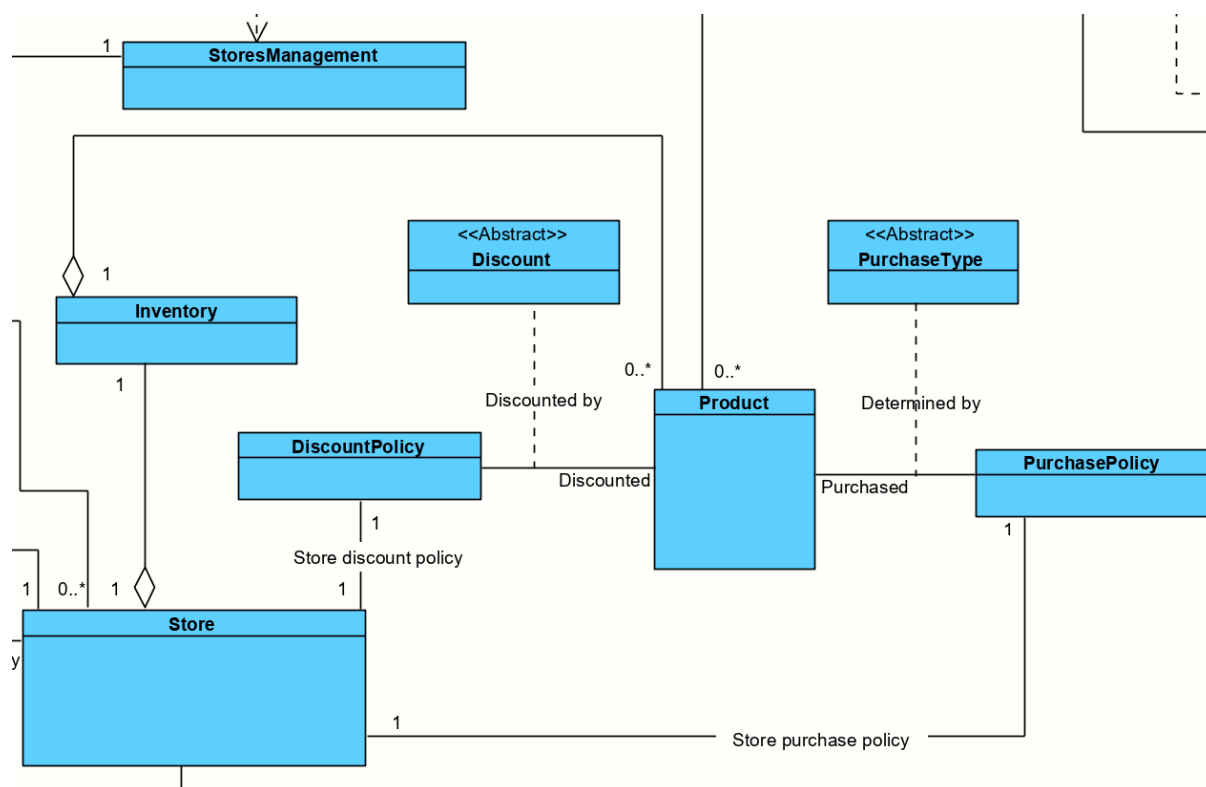 1
StoresManagement
<<Abstract>>
Discount
<<Abstract>>
PurchaseType
1
Inventory
1
0..*
0..*
Product
Discounted by
Determined by
DiscountPolicy
PurchasePolicy
Discounted
Purchased
1
1
Store discount policy
1
0..*
1
1
Store
y
1
Store purchase policy